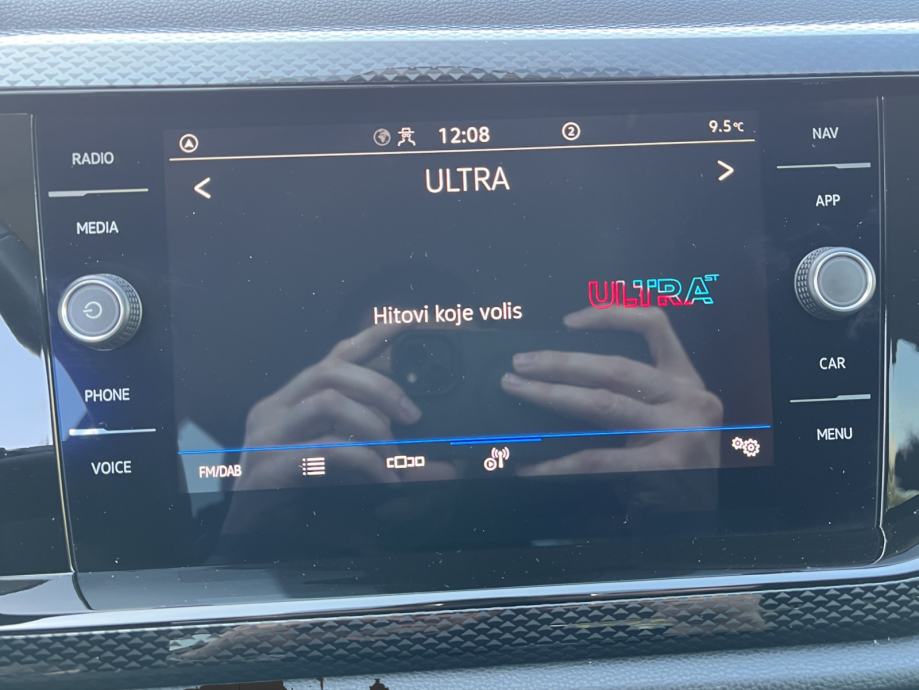 RADIO
MEDIA
PHONE
VOICE
12:08
2
9.5°C
ULTRA
Hitovi koje volis
ULTRA ST
FM/DAB
NAV
APP
CAR
MENU